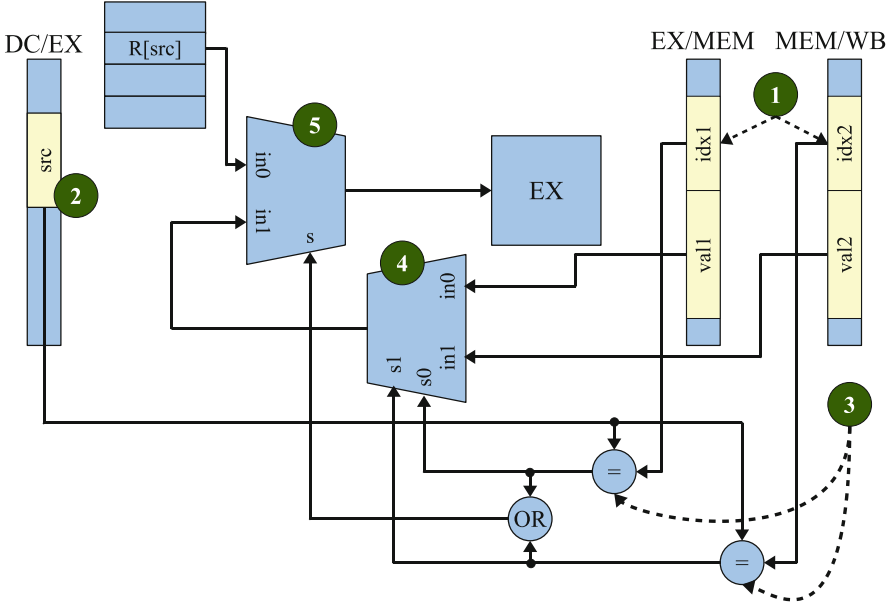 DC/EX
R[src]
EX/MEM
MEM/WB
1
5
src
2
in0
in1
s
EX
idx1
idx2
4
val1
val2
in0
in1
s1
s0
3
=
OR
=